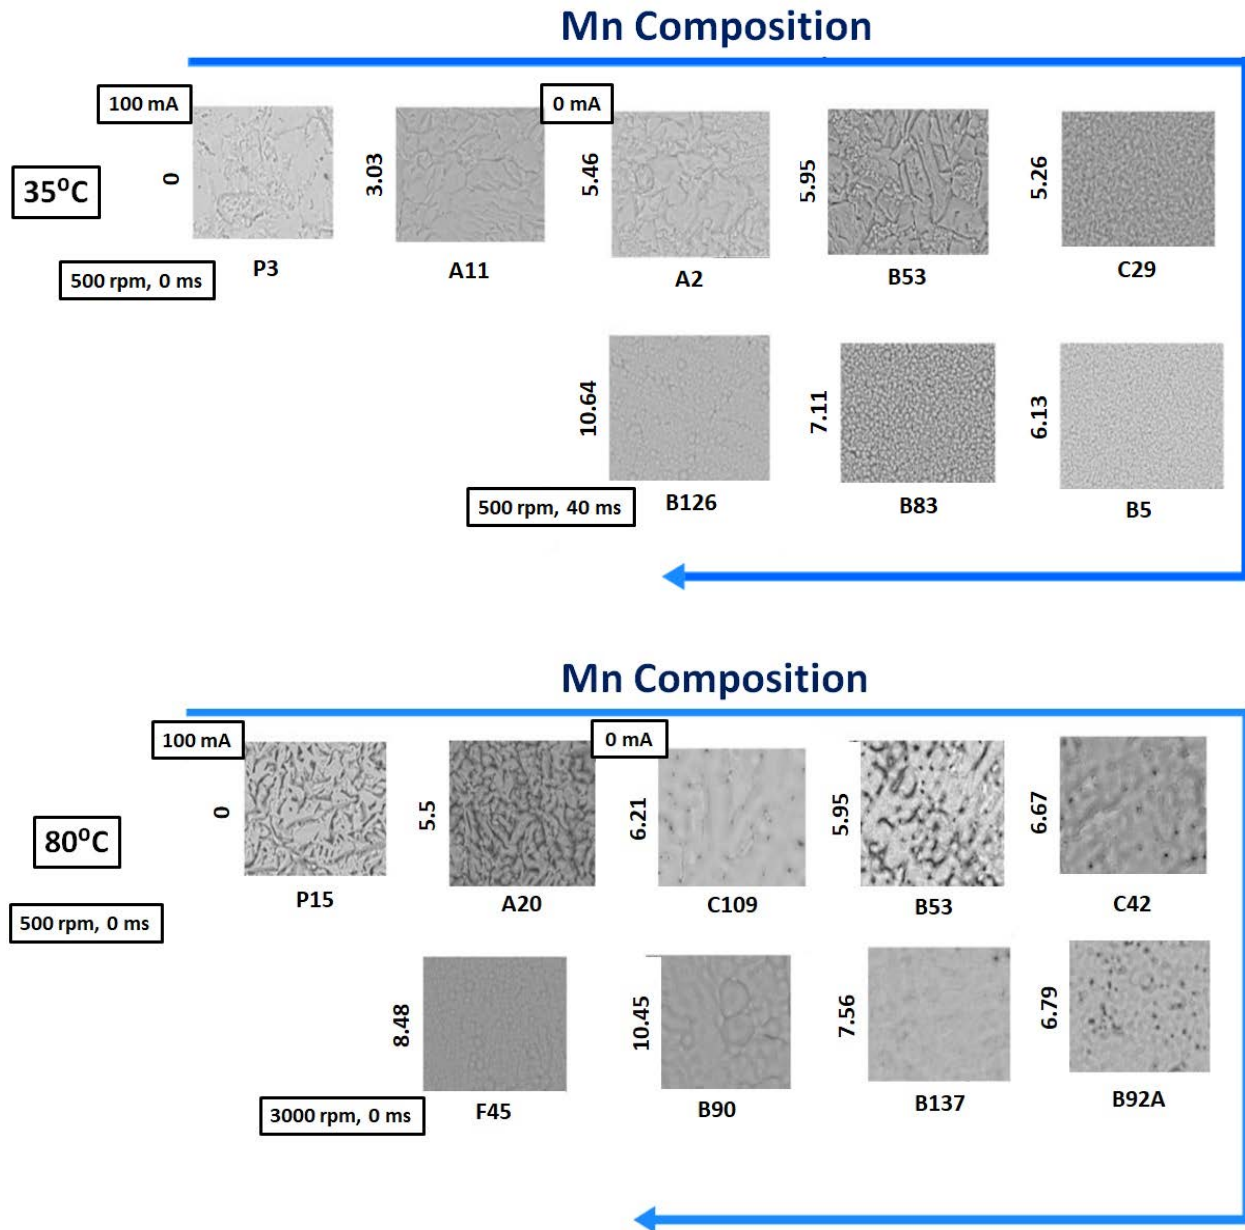 Mn Composition
100 mA
0 mA
35⁰C
0
3.03
5.46
5.95
5.26
P3
A11
A2
B53
C29
500 rpm, 0 ms
10.64
7.11
6.13
B126
B83
B5
500 rpm, 40 ms
Mn Composition
100 mA
0 mA
80⁰C
0
5.5
6.21
5.95
6.67
P15
A20
C109
B53
C42
500 rpm, 0 ms
8.48
10.45
7.56
6.79
F45
B90
B137
B92A
3000 rpm, 0 ms